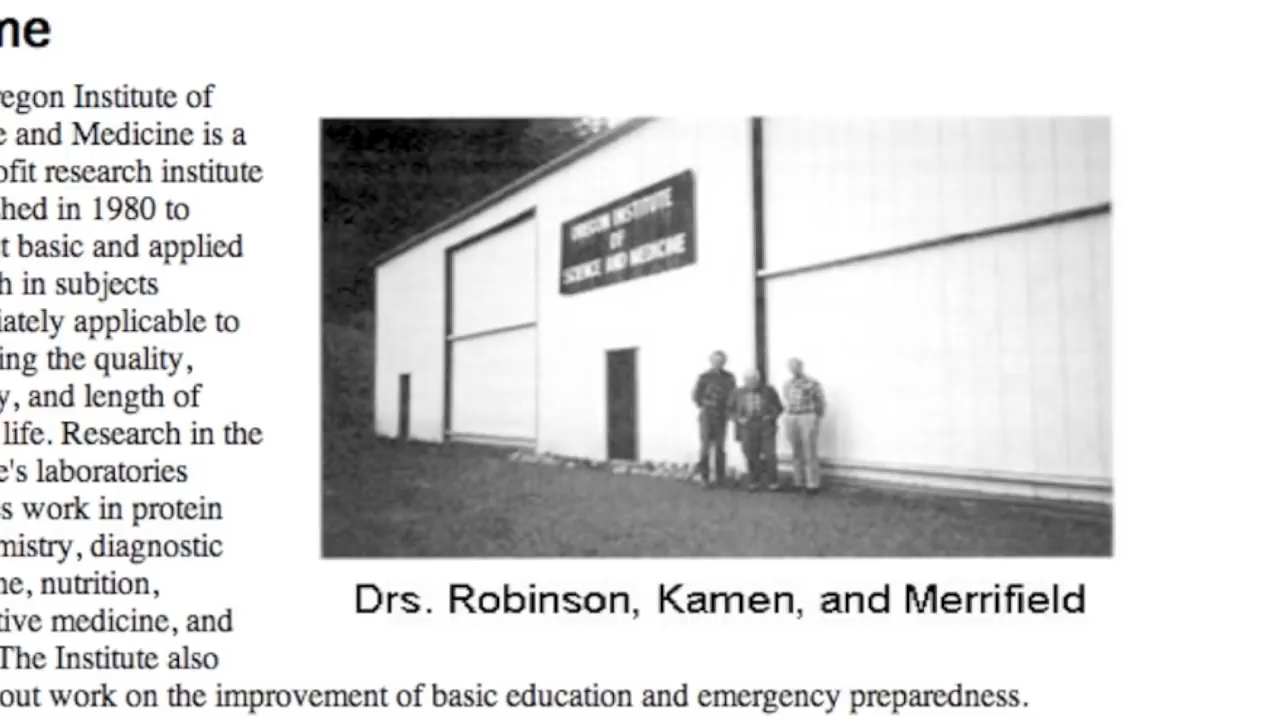 ne
regon Institute of
e and Medicine is a
ofit research institute
hed in 1980 to
t basic and applied
h in subjects
iately applicable to
ing the quality,
y, and length of
life. Research in the
e's laboratories
s work in protein
mistry, diagnostic
ne, nutrition,
tive medicine, and
The Institute also
out work on the improvement of basic education and emergency preparedness.
OREGON INSTITUTE
OF
SCIENCE AND MEDICINE
Drs. Robinson, Kamen, and Merrifield